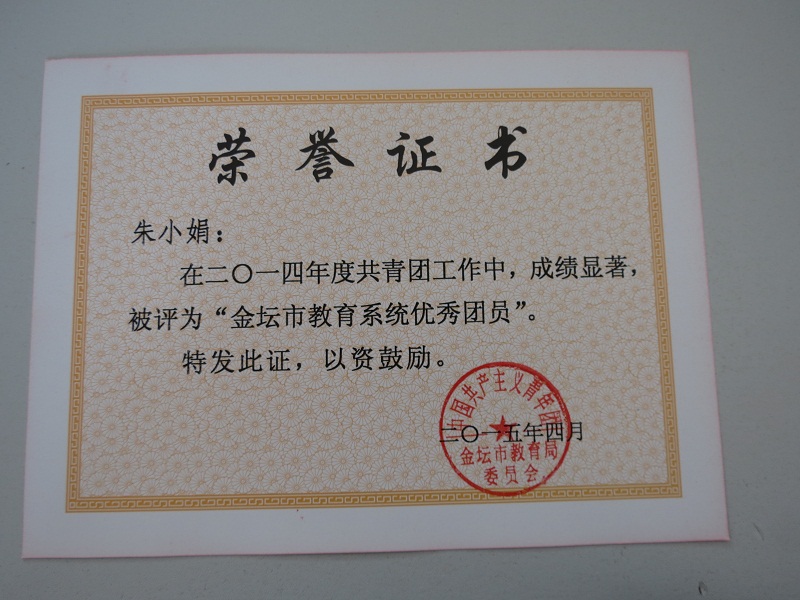 荣誉证书
朱小娟：
在二〇一四年度共青团工作中，成绩显著，
被评为“金坛市教育系统优秀团员”。
特发此证，以资鼓励。
中国共产主义青年团
二〇一五年四月
金坛市教育局
委员会